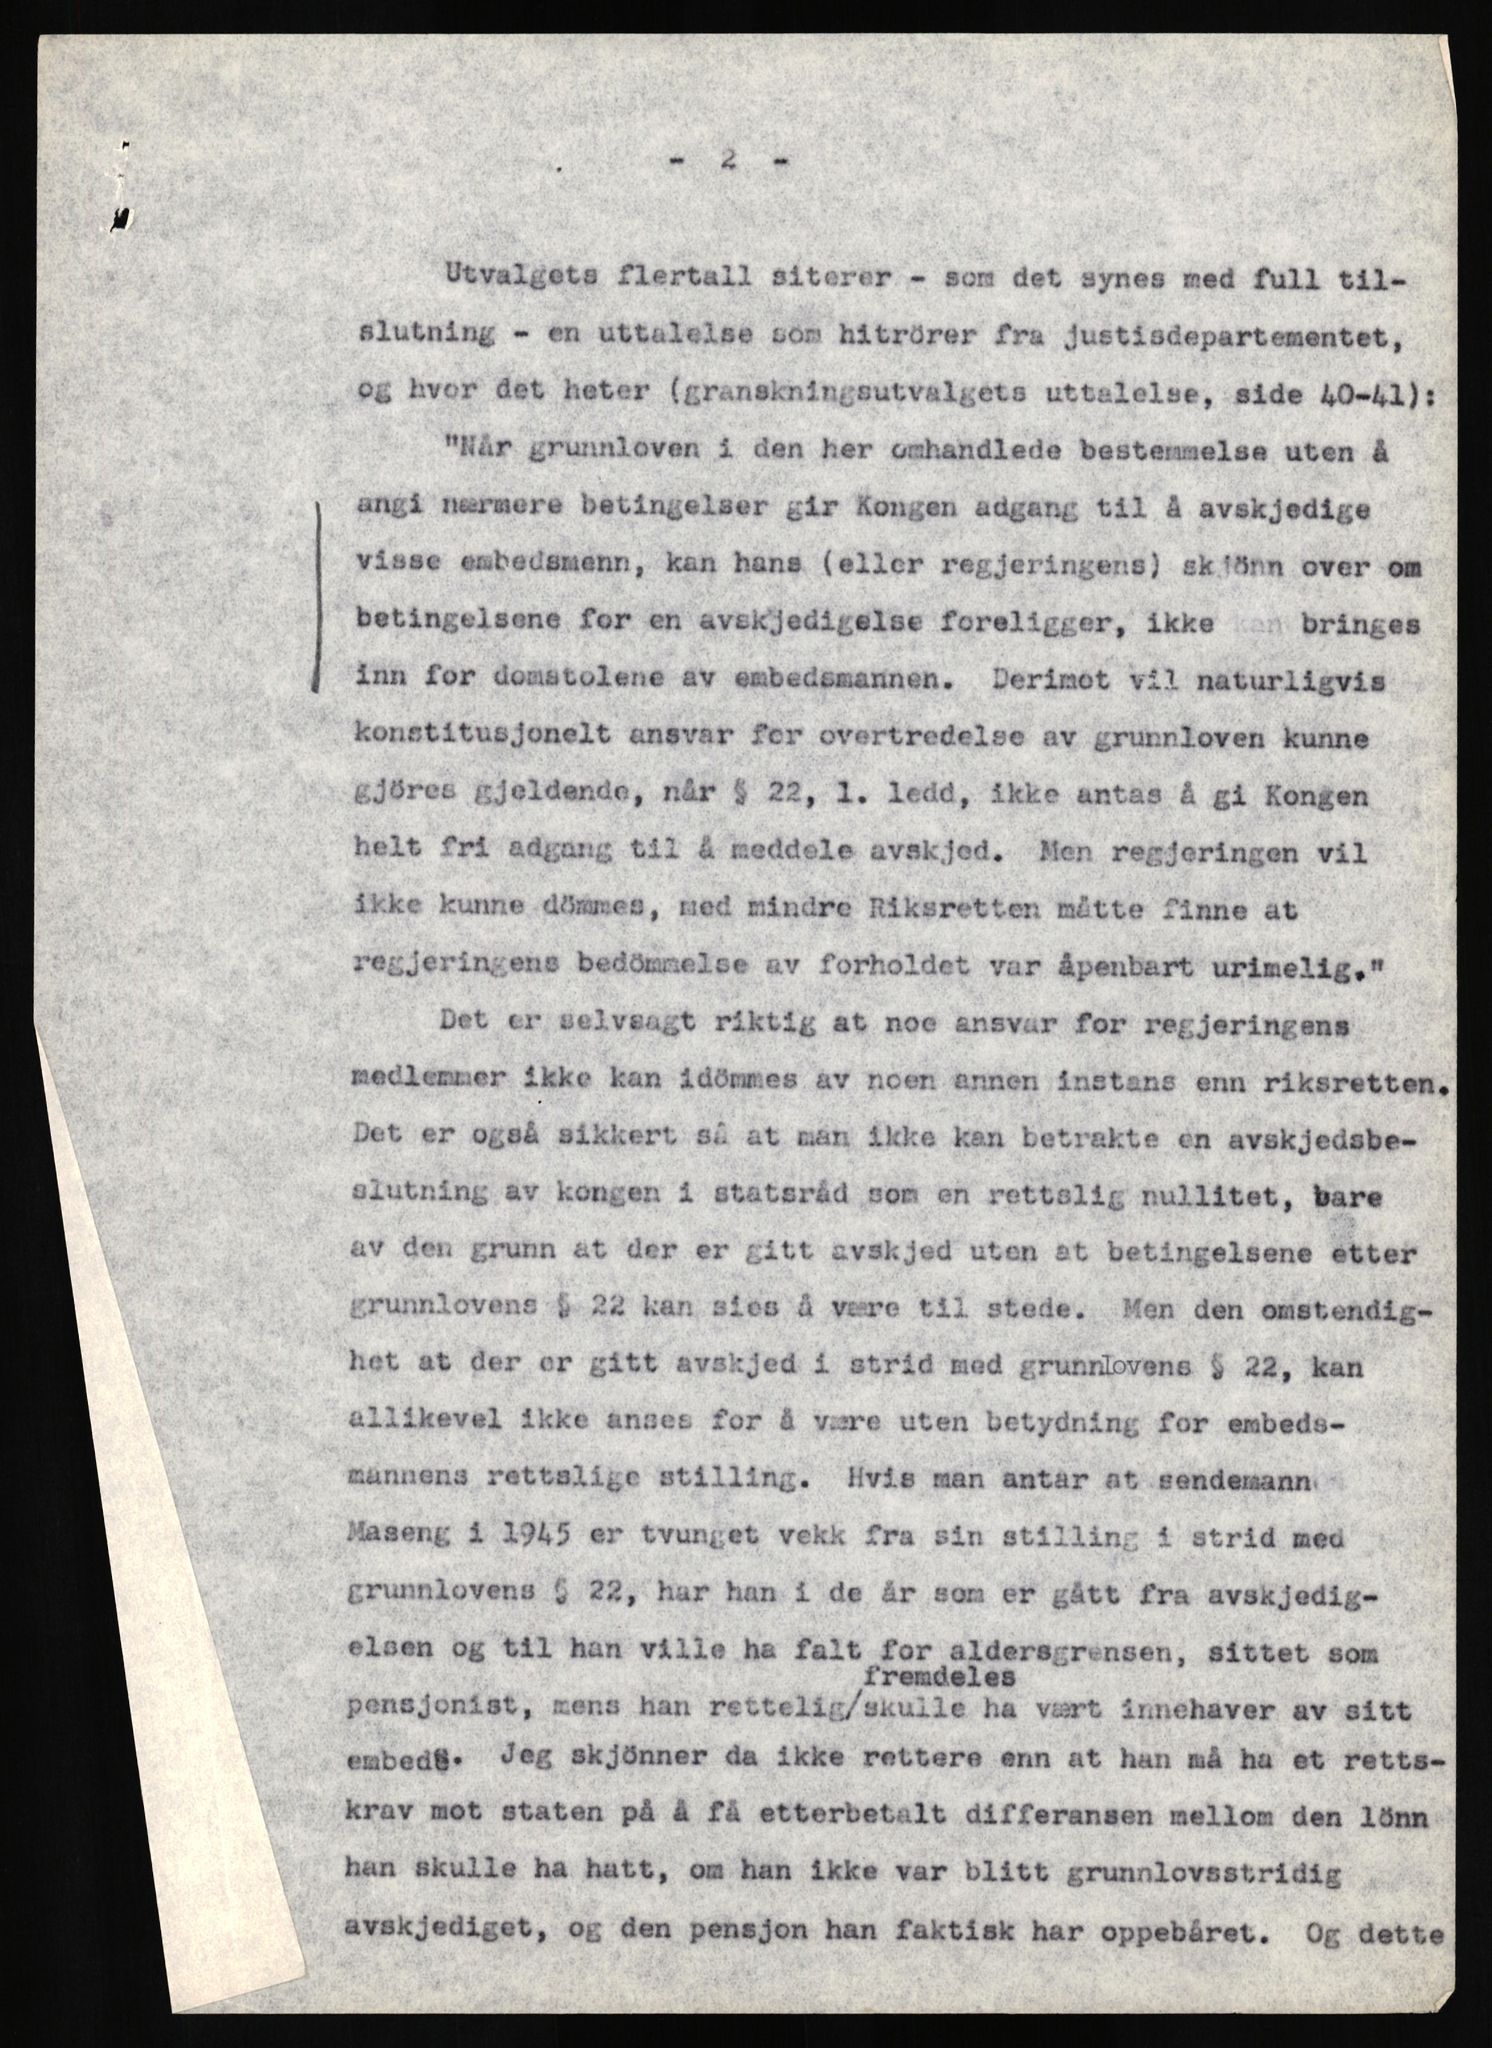 - 2 -
Utvalgets flertall siterer - som det synes med full til-
slutning - en uttalelse som hitrörer fra justisdepartementet,
og hvor det heter (granskningsutvalgets uttalelse, side 40-41):
"Når grunnloven i den her omhandlede bestemmelse uten å
angi nærmere betingelser gir Kongen adgang til å avskjedige
visse embedsmenn, kan hans (eller regjeringens) skjönn over om
betingelsene for en avskjedigelse foreligger, ikke kan bringes
inn for domstolene av embedsmannen. Derimot vil naturligvis
konstitusjonelt ansvar for overtredelse av grunnloven kunne
gjöres gjeldende, når § 22, 1. ledd, ikke antas å gi Kongen
helt fri adgang til å meddele avskjed. Men regjeringen vil
ikke kunne dömmes, med mindre Riksretten måtte finne at
regjeringens bedömmelse av forholdet var åpenbart urimelig."
Det er selvsagt riktig at noe ansvar for regjeringens
medlemmer ikke kan idömmes av noen annen instans enn riksretten.
Det er også sikkert så at man ikke kan betrakte en avskjedsbe-
slutning av kongen i statsråd som en rettslig nullitet, bare
av den grunn at der er gitt avskjed uten at betingelsene etter
grunnlovens § 22 kan sies å være til stede. Men den omstendig-
het at der er gitt avskjed i strid med grunnlovens § 22, kan
allikevel ikke anses for å være uten betydning for embeds-
mannens rettslige stilling. Hvis man antar at sendemann
Maseng i 1945 er tvunget vekk fra sin stilling i strid med
grunnlovens § 22, har han i de år som er gått fra avskjedig-
elsen og til han ville ha falt for aldersgrensen, sittet som
fremdeles
pensjonist, mens han rettelig/skulle ha vært innehaver av sitt
embede. Jeg skjönner da ikke rettere enn at han må ha et retts-
krav mot staten på å få etterbetalt differansen mellom den lönn
han skulle ha hatt, om han ikke var blitt grunnlovsstridig
avskjediget, og den pensjon han faktisk har oppebåret. Og dette